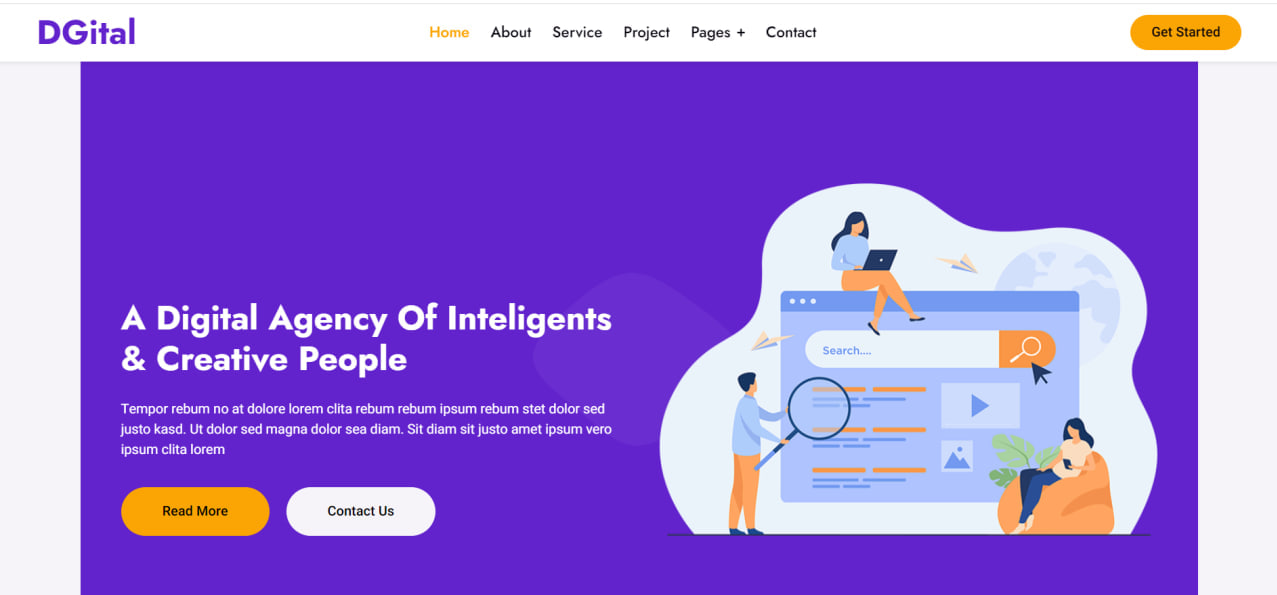 DGital
Home About Service Project Pages + Contact
Get Started
A Digital Agency Of Inteligents
& Creative People
Tempor rebum no at dolore lorem clita rebum rebum ipsum rebum stet dolor sed
justo kasd. Ut dolor sed magna dolor sea diam. Sit diam sit justo amet ipsum vero
ipsum clita lorem
Read More
Contact Us
Search....